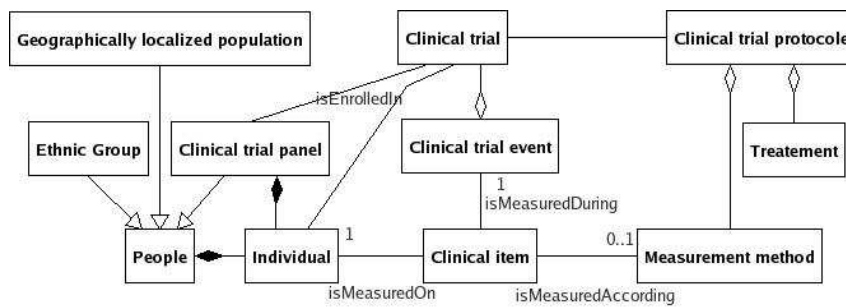 Geographically localized population
Clinical trial
Clinical trial protocole
isEnrolledIn
Ethnic Group
Clinical trial panel
Clinical trial event
Treatement
1
isMeasuredDuring
People
Individual
1
Clinical item
0..1
Measurement method
isMeasuredOn
isMeasuredAccording